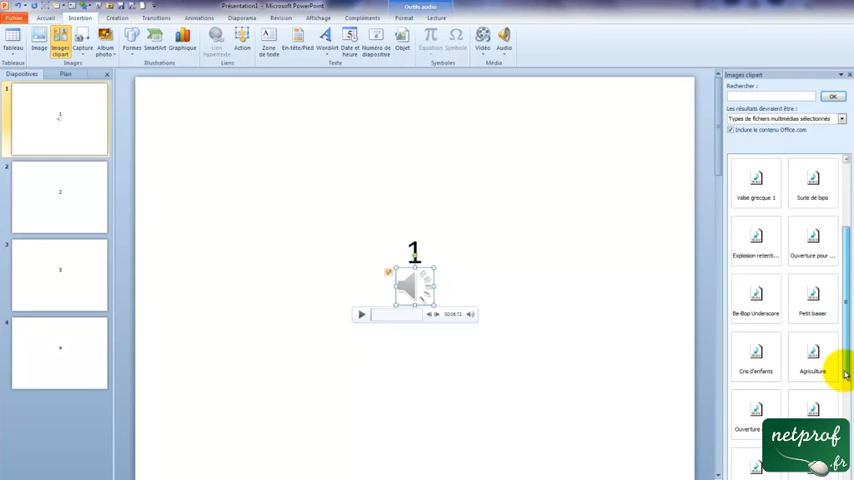 Présentation1 - Microsoft PowerPoint
Outils audio
Fichier Accueil Insertion Création Transitions Animations Diaporama Révision Affichage Compléments Format Lecture
Tableau Image Images clipart Capture Album photo Formes SmartArt Graphique Lien hypertexte Action Zone de texte En-tête/Pied WordArt Date et heure Numéro de diapositive Objet Équation Symboles Vidéo Audio
Tableaux Images Illustrations Liens Texte Symboles Média
Diapositives Plan
Images clipart
Rechercher :
OK
Les résultats devraient être :
Types de fichiers multimédias sélectionnés
Inclure le contenu Office.com
1
1
2
2
3
3
4
4
1
00:06,72
Valse grecque 1 Suite de bips
Explosion retenti... Ouverture pour ...
Be-Bop Underscore Petit baiser
Cris d'enfants Agriculture
Ouverture
netprof
.fr